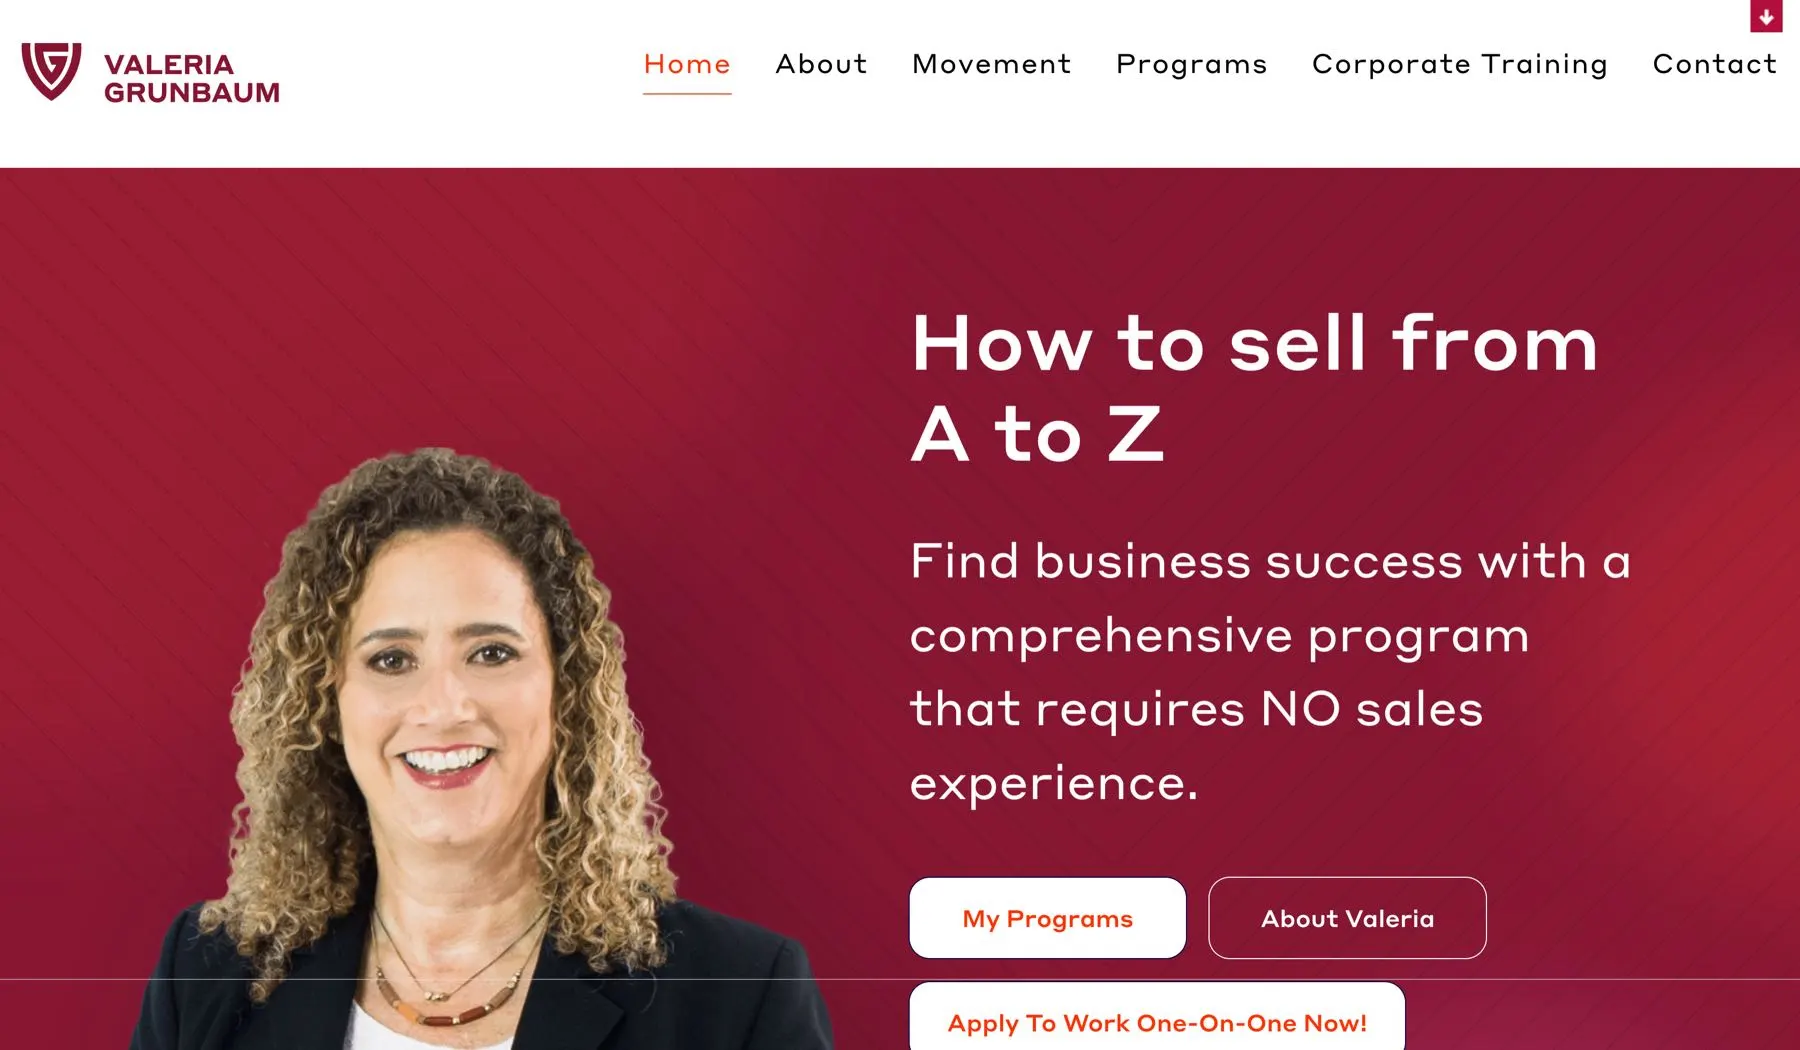 VALERIA
GRUNBAUM
Home About Movement Programs Corporate Training Contact
How to sell from
A to Z
Find business success with a
comprehensive program
that requires NO sales
experience.
My Programs About Valeria
Apply To Work One-On-One Now!